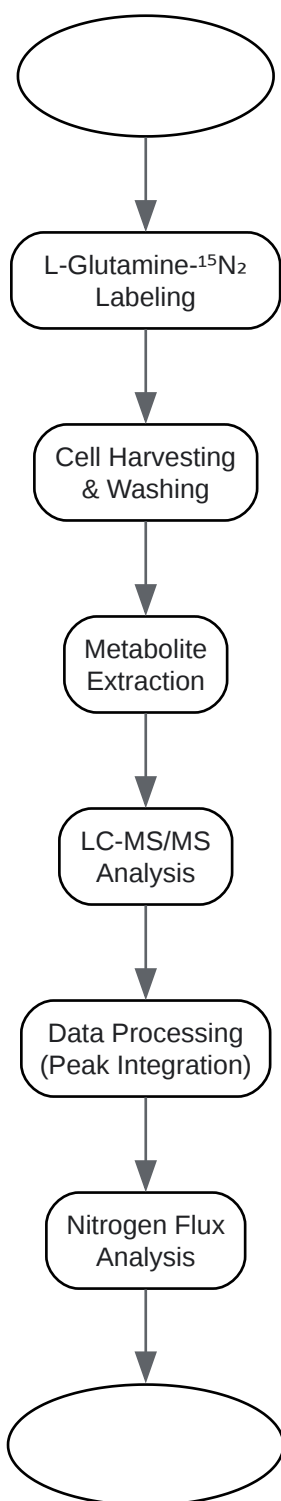 L-Glutamine-¹⁵N₂
Labeling
Cell Harvesting
& Washing
Metabolite
Extraction
LC-MS/MS
Analysis
Data Processing
(Peak Integration)
Nitrogen Flux
Analysis